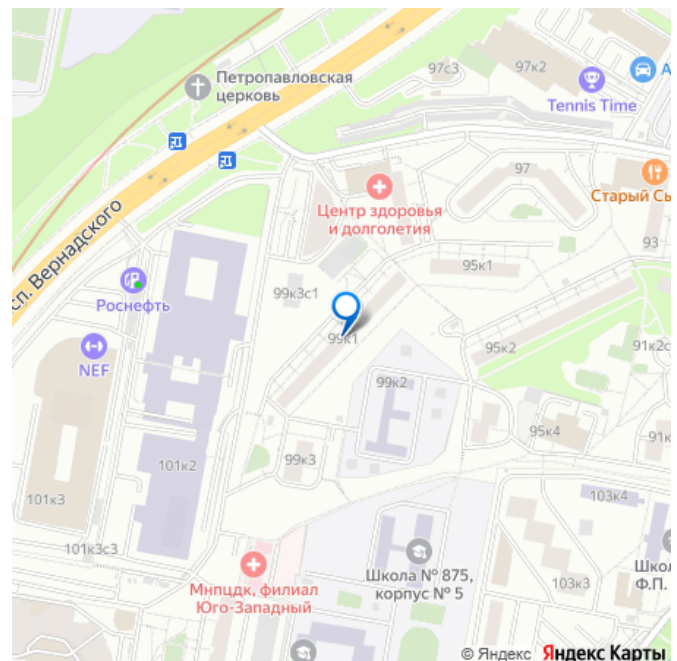 97с3
97к2
Петропавловская
церковь
А
Tennis Time
97
Центр здоровья
и долголетия
Старый Сы
сп. Вернадского
93
95к1
Роснефть
99к3с1
99к1
95к2
91к2с
NEF
99к2
95к4
91к
99к3
101к2
101к3
103к4
101к3с3
Школа № 875,
корпус № 5
Шко
Ф.П.
Мнпцдк, филиал
Юго-Западный
103к3
© Яндекс Яндекс Карты